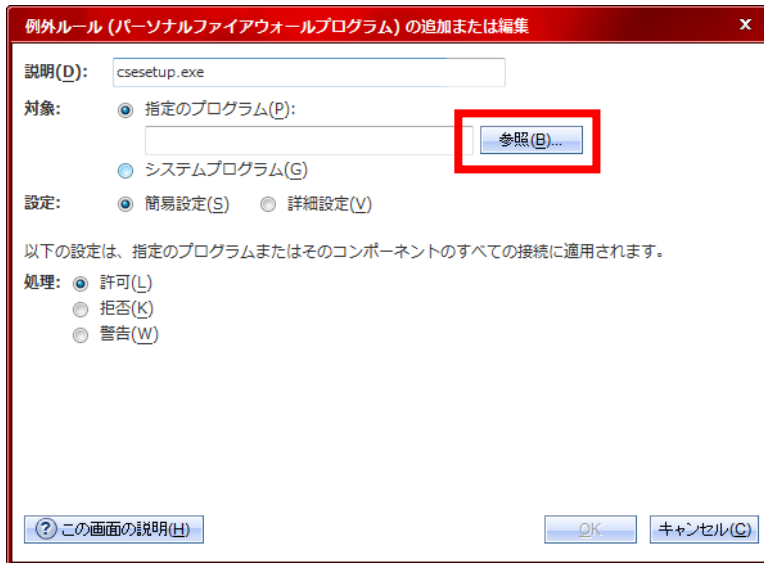 例外ルール (パーソナルファイアウォールプログラム) の追加または編集 x
説明(D): csesetup.exe
対象: 指定のプログラム(P):
参照(B)...
システムプログラム(G)
設定: 簡易設定(S) 詳細設定(V)
以下の設定は、指定のプログラムまたはそのコンポーネントのすべての接続に適用されます。
処理: 許可(L)
拒否(K)
警告(W)
? この画面の説明(H) OK キャンセル(C)